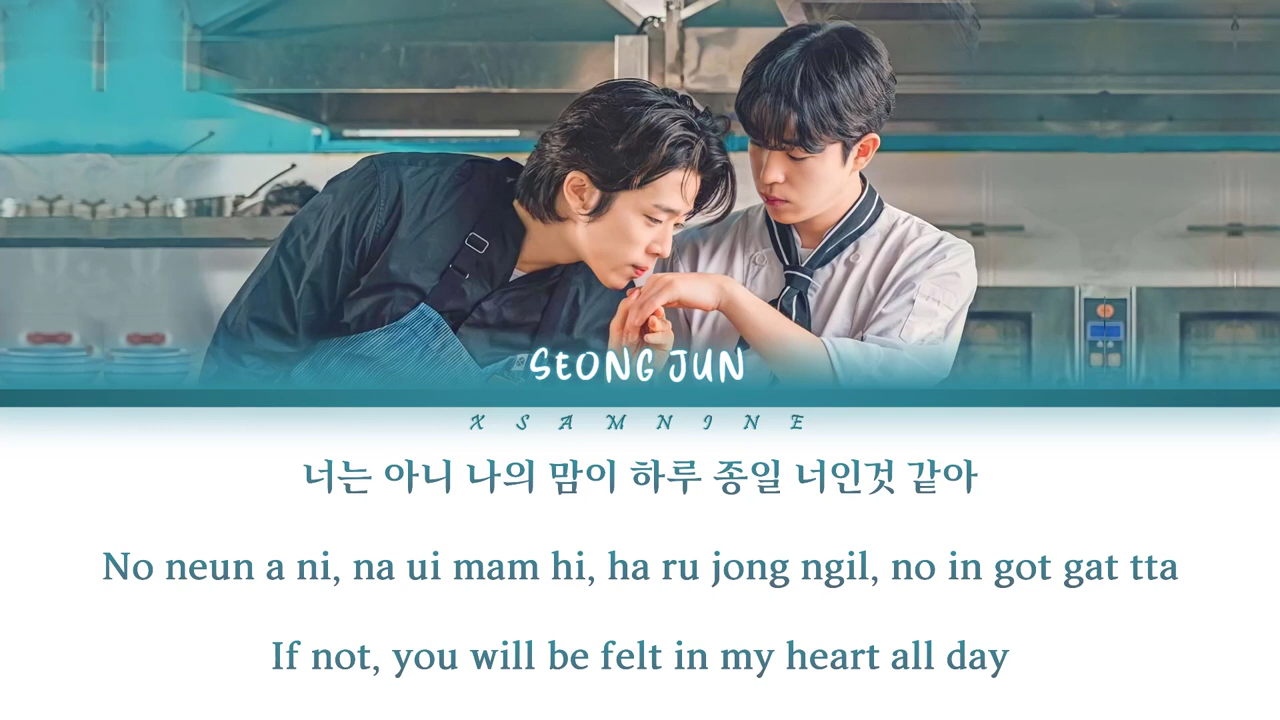 SEONG JUN
XSAMNINE
너는 아니 나의 맘이 하루 종일 너인것 같아
No neun a ni, na ui mam hi, ha ru jong ngil, no in got gat tta
If not, you will be felt in my heart all day